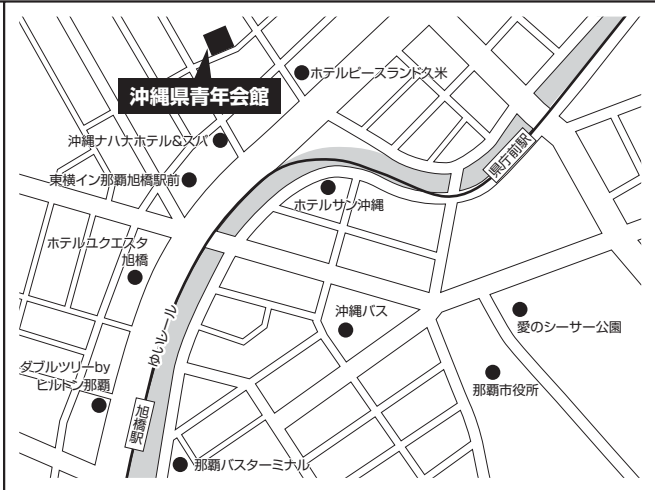 ホテルピースランド久米
沖縄県青年会館
沖縄ナハナホテル&スパ
東横イン那覇旭橋駅前
県庁前駅
ホテルサン沖縄
ホテルユクエスタ
旭橋
ゆいレール
沖縄バス
愛のシーサー公園
ダブルツリーby
ヒルトン那覇
那覇市役所
旭橋駅
那覇バスターミナル